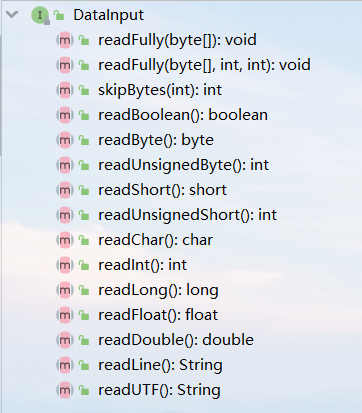 DataInput
readFully(byte[]): void
readFully(byte[], int, int): void
skipBytes(int): int
readBoolean(): boolean
readByte(): byte
readUnsignedByte(): int
readShort(): short
readUnsignedShort(): int
readChar(): char
readInt(): int
readLong(): long
readFloat(): float
readDouble(): double
readLine(): String
readUTF(): String